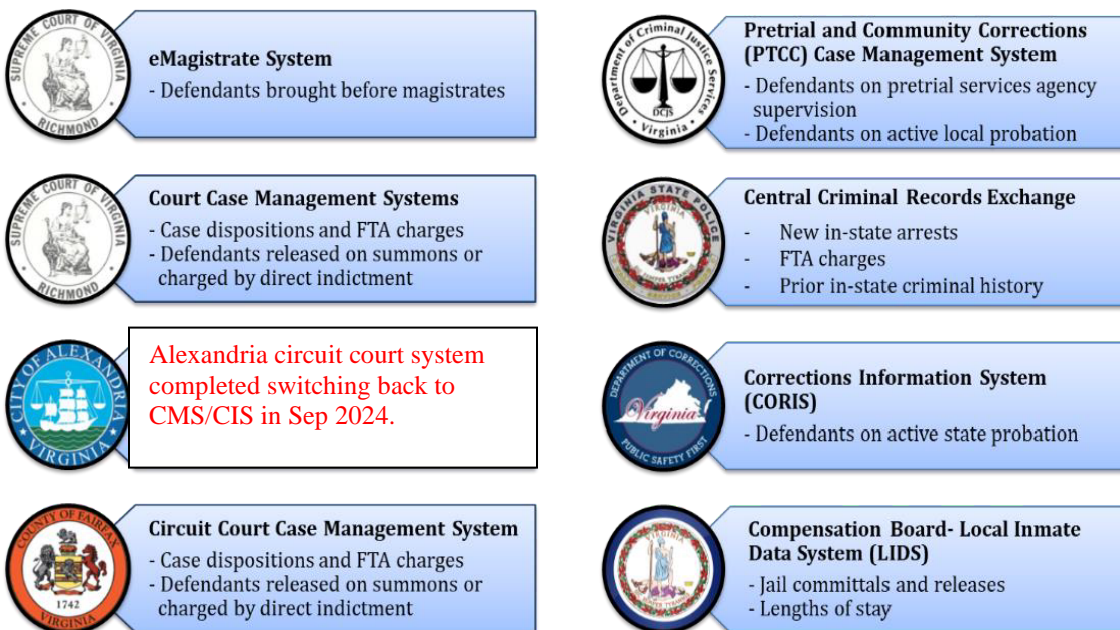 SUPREME COURT OF VIRGINIA
RICHMOND
eMagistrate System
- Defendants brought before magistrates
SUPREME COURT OF VIRGINIA
RICHMOND
Court Case Management Systems
- Case dispositions and FTA charges
- Defendants released on summons or
charged by direct indictment
CITY OF ALEXANDRIA
VIRGINIA
Alexandria circuit court system
completed switching back to
CMS/CIS in Sep 2024.
COUNTY OF FAIRFAX
1742
VIRGINIA
Circuit Court Case Management System
- Case dispositions and FTA charges
- Defendants released on summons or
charged by direct indictment
Department of Criminal Justice Services
DCJS
Virginia
Pretrial and Community Corrections
(PTCC) Case Management System
- Defendants on pretrial services agency
supervision
- Defendants on active local probation
VIRGINIA STATE POLICE
VIRGINIA
Central Criminal Records Exchange
- New in-state arrests
- FTA charges
- Prior in-state criminal history
DEPARTMENT OF CORRECTIONS
Virginia
PUBLIC SAFETY FIRST
Corrections Information System
(CORIS)
- Defendants on active state probation
VIRGINIA
Compensation Board- Local Inmate
Data System (LIDS)
- Jail committals and releases
- Lengths of stay